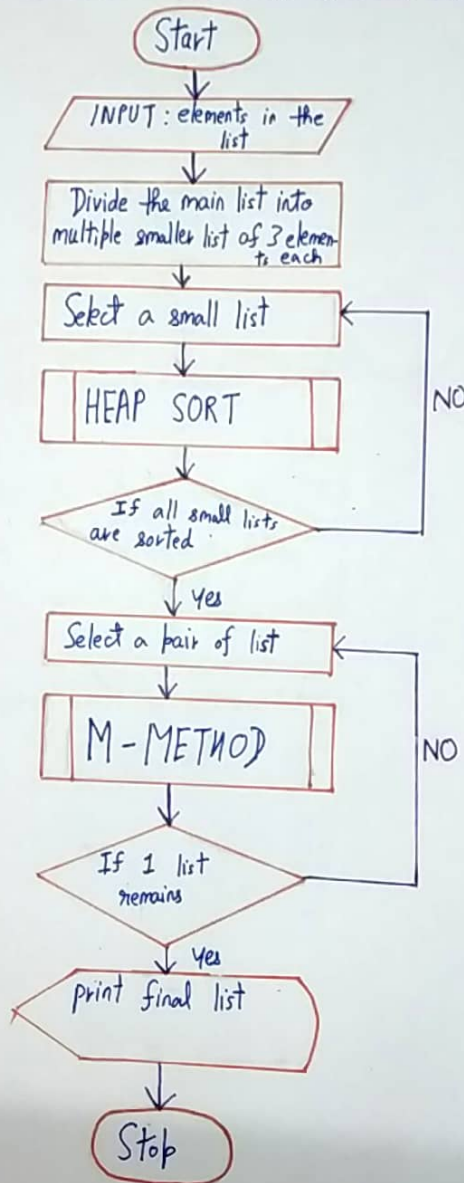 Start
INPUT: elements in the
list
Divide the main list into
multiple smaller list of 3 elemen-
ts each
Select a small list
NO
HEAP SORT
If all small lists
are sorted.
Yes
Select a pair of list
M-METHOD
NO
If 1 list
remains
Yes
print final list
Stop